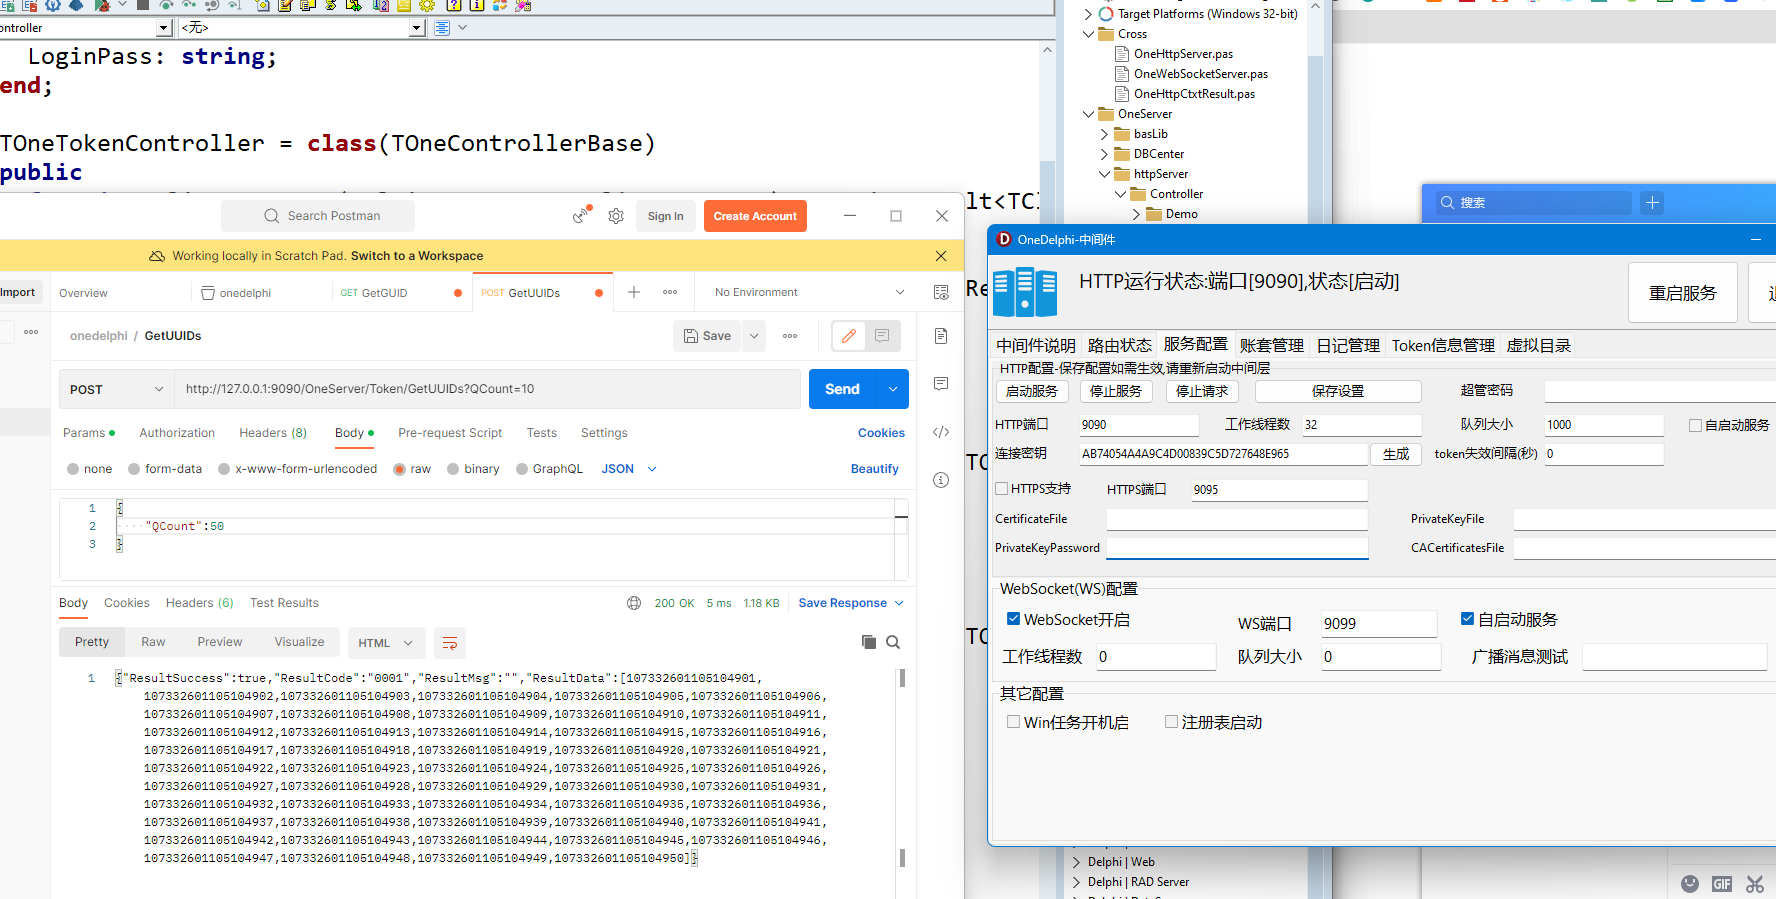 ontroller
<无>
LoginPass: string;
end;
TOneTokenController = class(TOneControllerBase)
public
lt<TCl
Target Platforms (Windows 32-bit)
Cross
OneHttpServer.pas
OneWebSocketServer.pas
OneHttpCtxtResult.pas
OneServer
basLib
DBCenter
httpServer
Controller
Demo
搜索
Search Postman
Sign In
Create Account
Working locally in Scratch Pad. Switch to a Workspace
Import
Overview
onedelphi
GET GetGUID
POST GetUUIDs
No Environment
onedelphi / GetUUIDs
Save
POST
http://127.0.0.1:9090/OneServer/Token/GetUUIDs?QCount=10
Send
Params
Authorization
Headers (8)
Body
Pre-request Script
Tests
Settings
Cookies
none
form-data
x-www-form-urlencoded
raw
binary
GraphQL
JSON
Beautify
1 {
2 "QCount":50
3 }
Body
Cookies
Headers (6)
Test Results
200 OK
5 ms
1.18 KB
Save Response
Pretty
Raw
Preview
Visualize
HTML
1 {"ResultSuccess":true,"ResultCode":"0001","ResultMsg":"","ResultData":[107332601105104901,
107332601105104902,107332601105104903,107332601105104904,107332601105104905,107332601105104906,
107332601105104907,107332601105104908,107332601105104909,107332601105104910,107332601105104911,
107332601105104912,107332601105104913,107332601105104914,107332601105104915,107332601105104916,
107332601105104917,107332601105104918,107332601105104919,107332601105104920,107332601105104921,
107332601105104922,107332601105104923,107332601105104924,107332601105104925,107332601105104926,
107332601105104927,107332601105104928,107332601105104929,107332601105104930,107332601105104931,
107332601105104932,107332601105104933,107332601105104934,107332601105104935,107332601105104936,
107332601105104937,107332601105104938,107332601105104939,107332601105104940,107332601105104941,
107332601105104942,107332601105104943,107332601105104944,107332601105104945,107332601105104946,
107332601105104947,107332601105104948,107332601105104949,107332601105104950]}
Re
TO
TO
OneDelphi-中间件
HTTP运行状态:端口[9090],状态[启动]
重启服务
中间件说明
路由状态
服务配置
账套管理
日记管理
Token信息管理
虚拟目录
HTTP配置-保存配置如需生效,请重新启动中间层
启动服务
停止服务
停止请求
保存设置
超管密码
HTTP端口
9090
工作线程数
32
队列大小
1000
自启动服务
连接密钥
AB74054A4A9C4D00839C5D727648E965
生成
token失效间隔(秒)
0
HTTPS支持
HTTPS端口
9095
CertificateFile
PrivateKeyFile
PrivateKeyPassword
CACertificatesFile
WebSocket(WS)配置
WebSocket开启
WS端口
9099
自启动服务
工作线程数
0
队列大小
0
广播消息测试
其它配置
Win任务开机启
注册表启动
Delphi | Web
Delphi | RAD Server
GIF